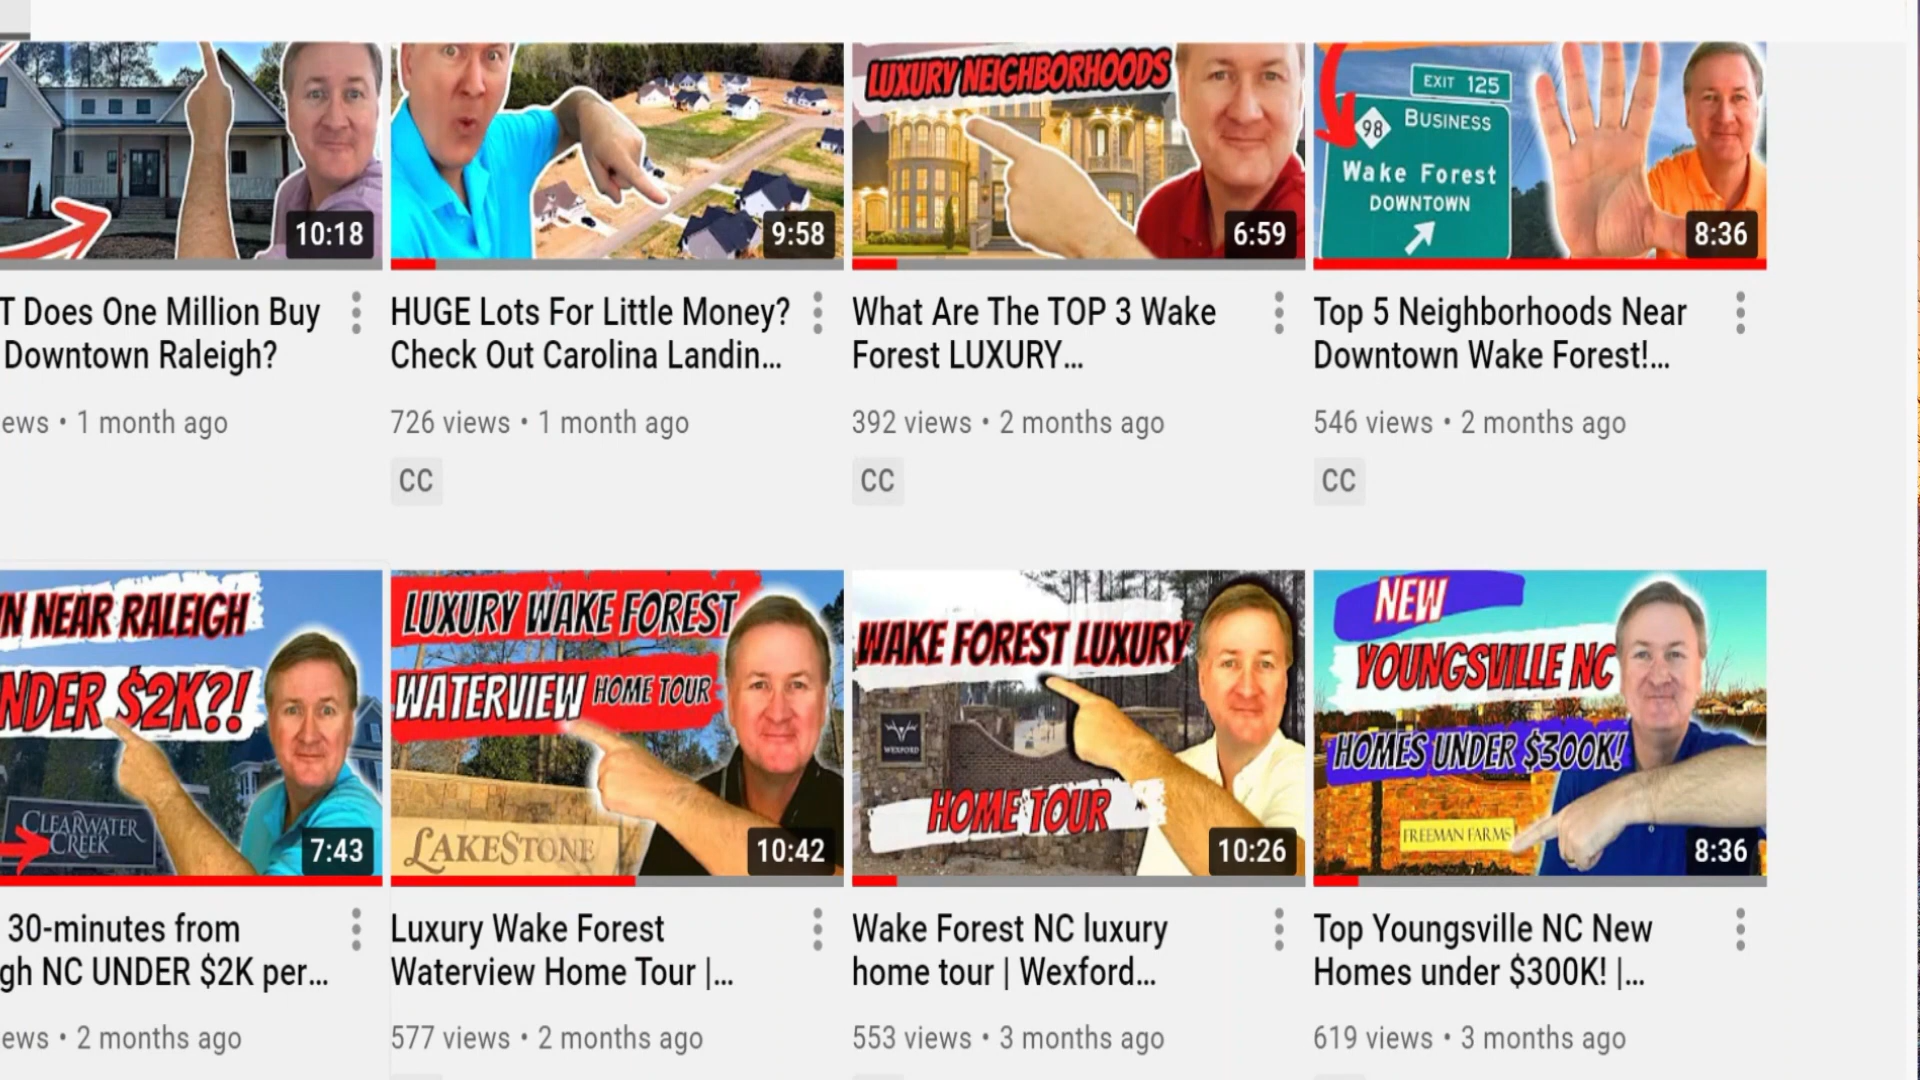 LUXURY NEIGHBORHOODS
EXIT 125
98 BUSINESS
Wake Forest
DOWNTOWN
10:18
9:58
6:59
8:36
T Does One Million Buy
Downtown Raleigh?
HUGE Lots For Little Money?
Check Out Carolina Landin...
What Are The TOP 3 Wake
Forest LUXURY...
Top 5 Neighborhoods Near
Downtown Wake Forest!...
ews • 1 month ago
726 views • 1 month ago
392 views • 2 months ago
546 views • 2 months ago
CC
CC
CC
N NEAR RALEIGH
NDER $2K?!
CLEARWATER
CREEK
7:43
LUXURY WAKE FOREST
WATERVIEW HOME TOUR
LAKESTONE
10:42
WAKE FOREST LUXURY
WEXFORD
HOME TOUR
10:26
NEW
YOUNGSVILLE NC
HOMES UNDER $300K!
FREEMAN FARMS
8:36
30-minutes from
gh NC UNDER $2K per...
Luxury Wake Forest
Waterview Home Tour |...
Wake Forest NC luxury
home tour | Wexford...
Top Youngsville NC New
Homes under $300K! |...
ews • 2 months ago
577 views • 2 months ago
553 views • 3 months ago
619 views • 3 months ago